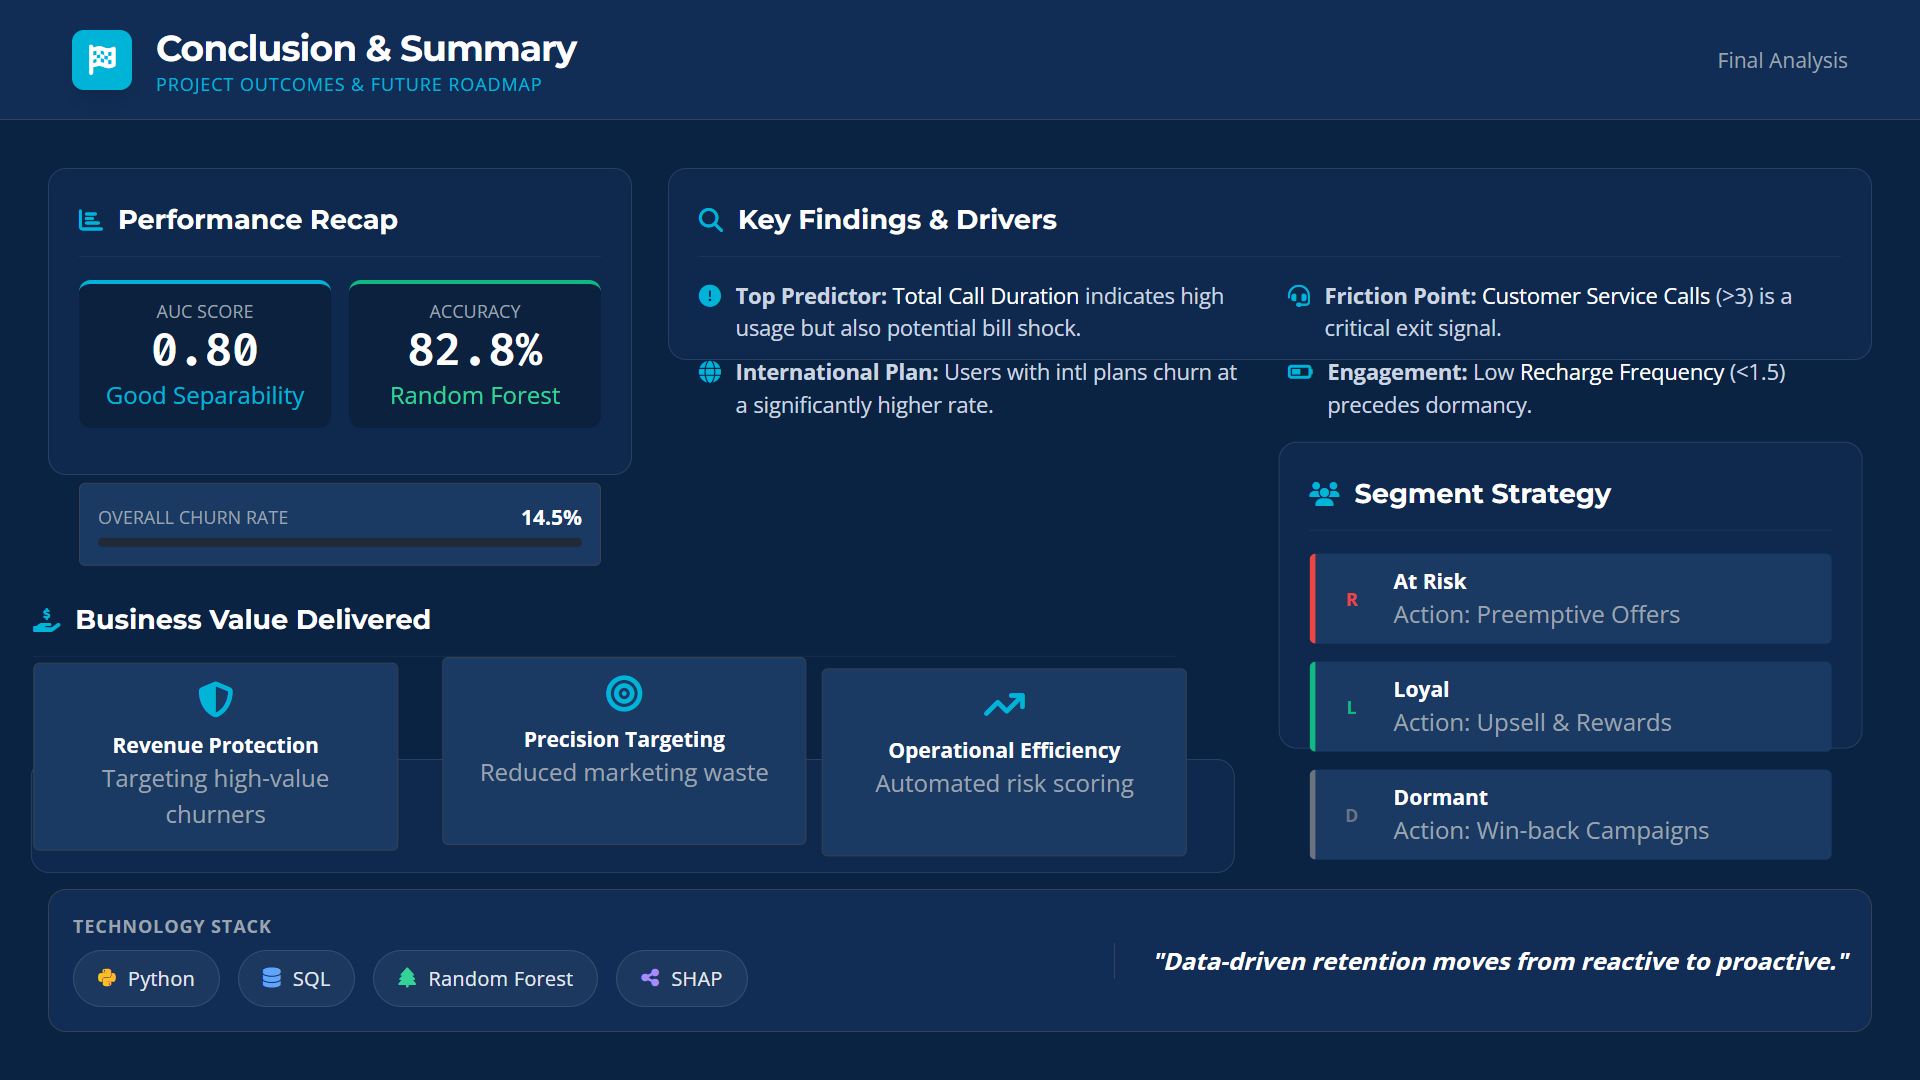 Conclusion & Summary
PROJECT OUTCOMES & FUTURE ROADMAP
Final Analysis
Performance Recap
AUC SCORE
0.80
Good Separability
ACCURACY
82.8%
Random Forest
OVERALL CHURN RATE
14.5%
Key Findings & Drivers
Top Predictor: Total Call Duration indicates high
usage but also potential bill shock.
Friction Point: Customer Service Calls (>3) is a
critical exit signal.
International Plan: Users with intl plans churn at
a significantly higher rate.
Engagement: Low Recharge Frequency (<1.5)
precedes dormancy.
Business Value Delivered
Revenue Protection
Targeting high-value
churners
Precision Targeting
Reduced marketing waste
Operational Efficiency
Automated risk scoring
Segment Strategy
R
At Risk
Action: Preemptive Offers
L
Loyal
Action: Upsell & Rewards
D
Dormant
Action: Win-back Campaigns
TECHNOLOGY STACK
Python
SQL
Random Forest
SHAP
"Data-driven retention moves from reactive to proactive."